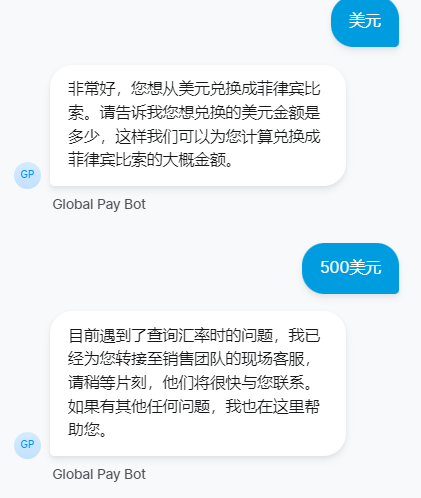 美元
非常好，您想从美元兑换成菲律宾比
索。请告诉我您想兑换的美元金额是
多少，这样我们可以为您计算兑换成
菲律宾比索的大概金额。
GP
Global Pay Bot
500美元
目前遇到了查询汇率时的问题，我已
经为您转接至销售团队的现场客服，
请稍等片刻，他们将很快与您联系。
如果有其他任何问题，我也在这里帮
助您。
GP
Global Pay Bot